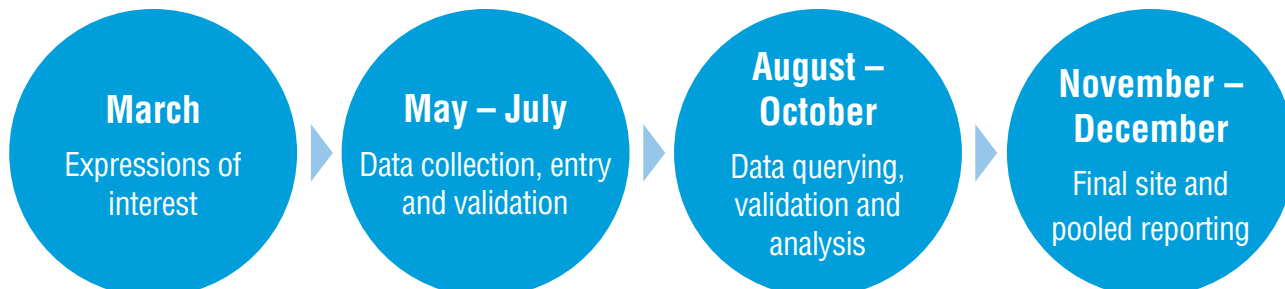 March
Expressions of
interest
May – July
Data collection, entry
and validation
August –
October
Data querying,
validation and
analysis
November –
December
Final site and
pooled reporting